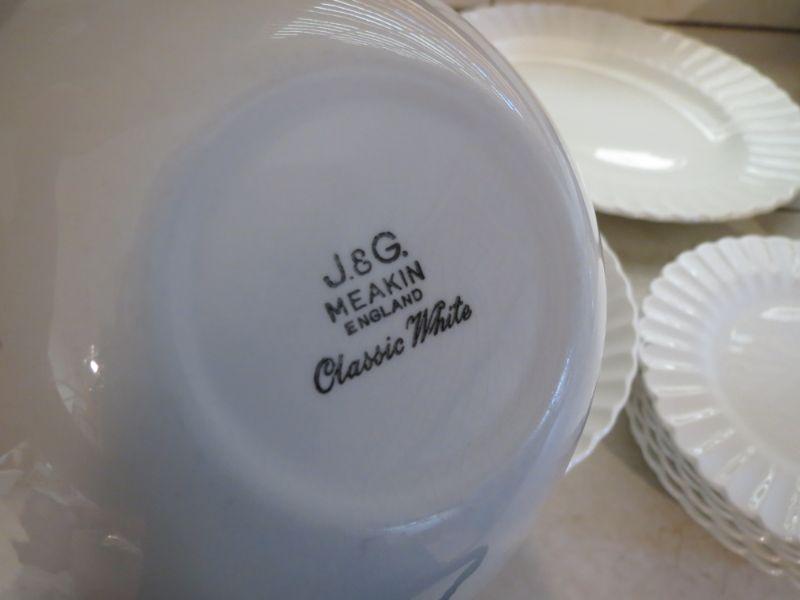 J.&G.
MEAKIN
ENGLAND
Classic White